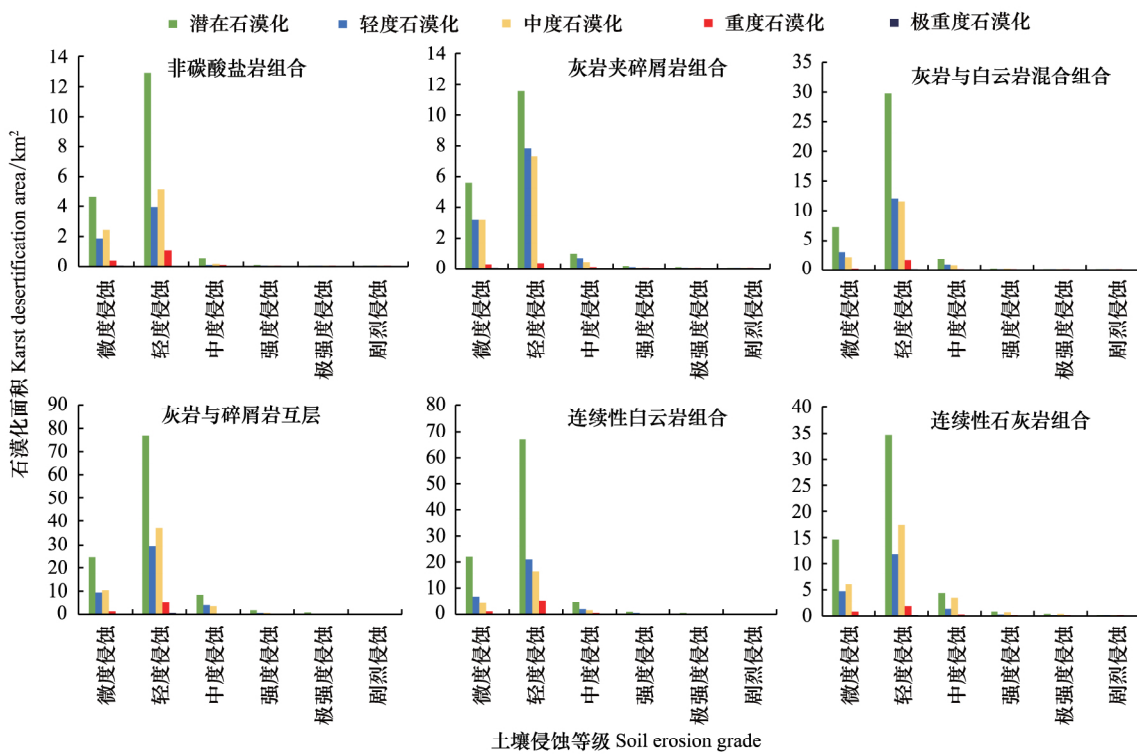 潜在石漠化 轻度石漠化 中度石漠化 重度石漠化 极重度石漠化
石漠化面积 Karst desertification area/km²
非碳酸盐岩组合
14
12
10
8
6
4
2
0
微度侵蚀
轻度侵蚀
中度侵蚀
强度侵蚀
极强度侵蚀
剧烈侵蚀
灰岩夹碎屑岩组合
14
12
10
8
6
4
2
0
微度侵蚀
轻度侵蚀
中度侵蚀
强度侵蚀
极强度侵蚀
剧烈侵蚀
灰岩与白云岩混合组合
35
30
25
20
15
10
5
0
微度侵蚀
轻度侵蚀
中度侵蚀
强度侵蚀
极强度侵蚀
剧烈侵蚀
灰岩与碎屑岩互层
90
80
70
60
50
40
30
20
10
0
微度侵蚀
轻度侵蚀
中度侵蚀
强度侵蚀
极强度侵蚀
剧烈侵蚀
连续性白云岩组合
80
70
60
50
40
30
20
10
0
微度侵蚀
轻度侵蚀
中度侵蚀
强度侵蚀
极强度侵蚀
剧烈侵蚀
连续性石灰岩组合
40
35
30
25
20
15
10
5
0
微度侵蚀
轻度侵蚀
中度侵蚀
强度侵蚀
极强度侵蚀
剧烈侵蚀
土壤侵蚀等级 Soil erosion grade